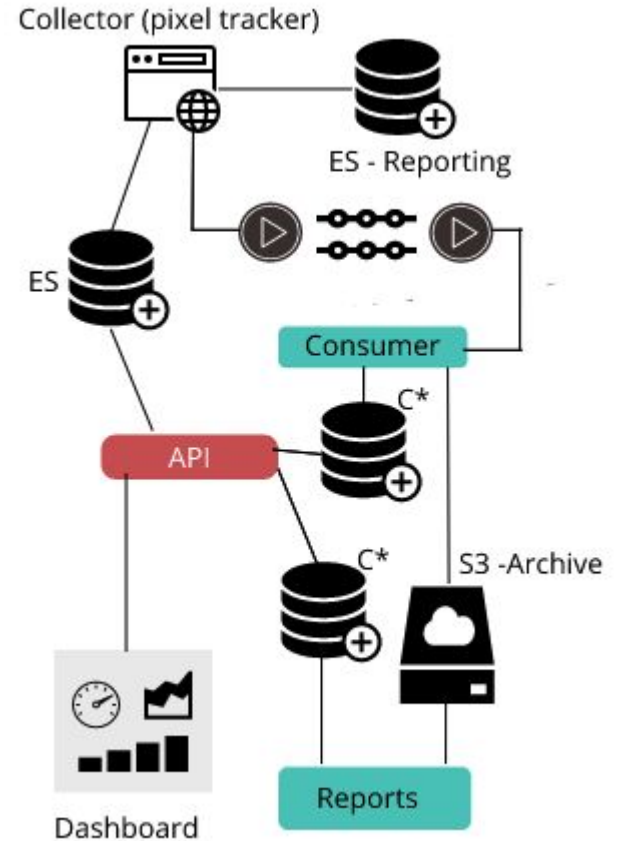 Collector (pixel tracker)
ES - Reporting
ES
Consumer
C*
API
C*
S3 -Archive
Reports
Dashboard